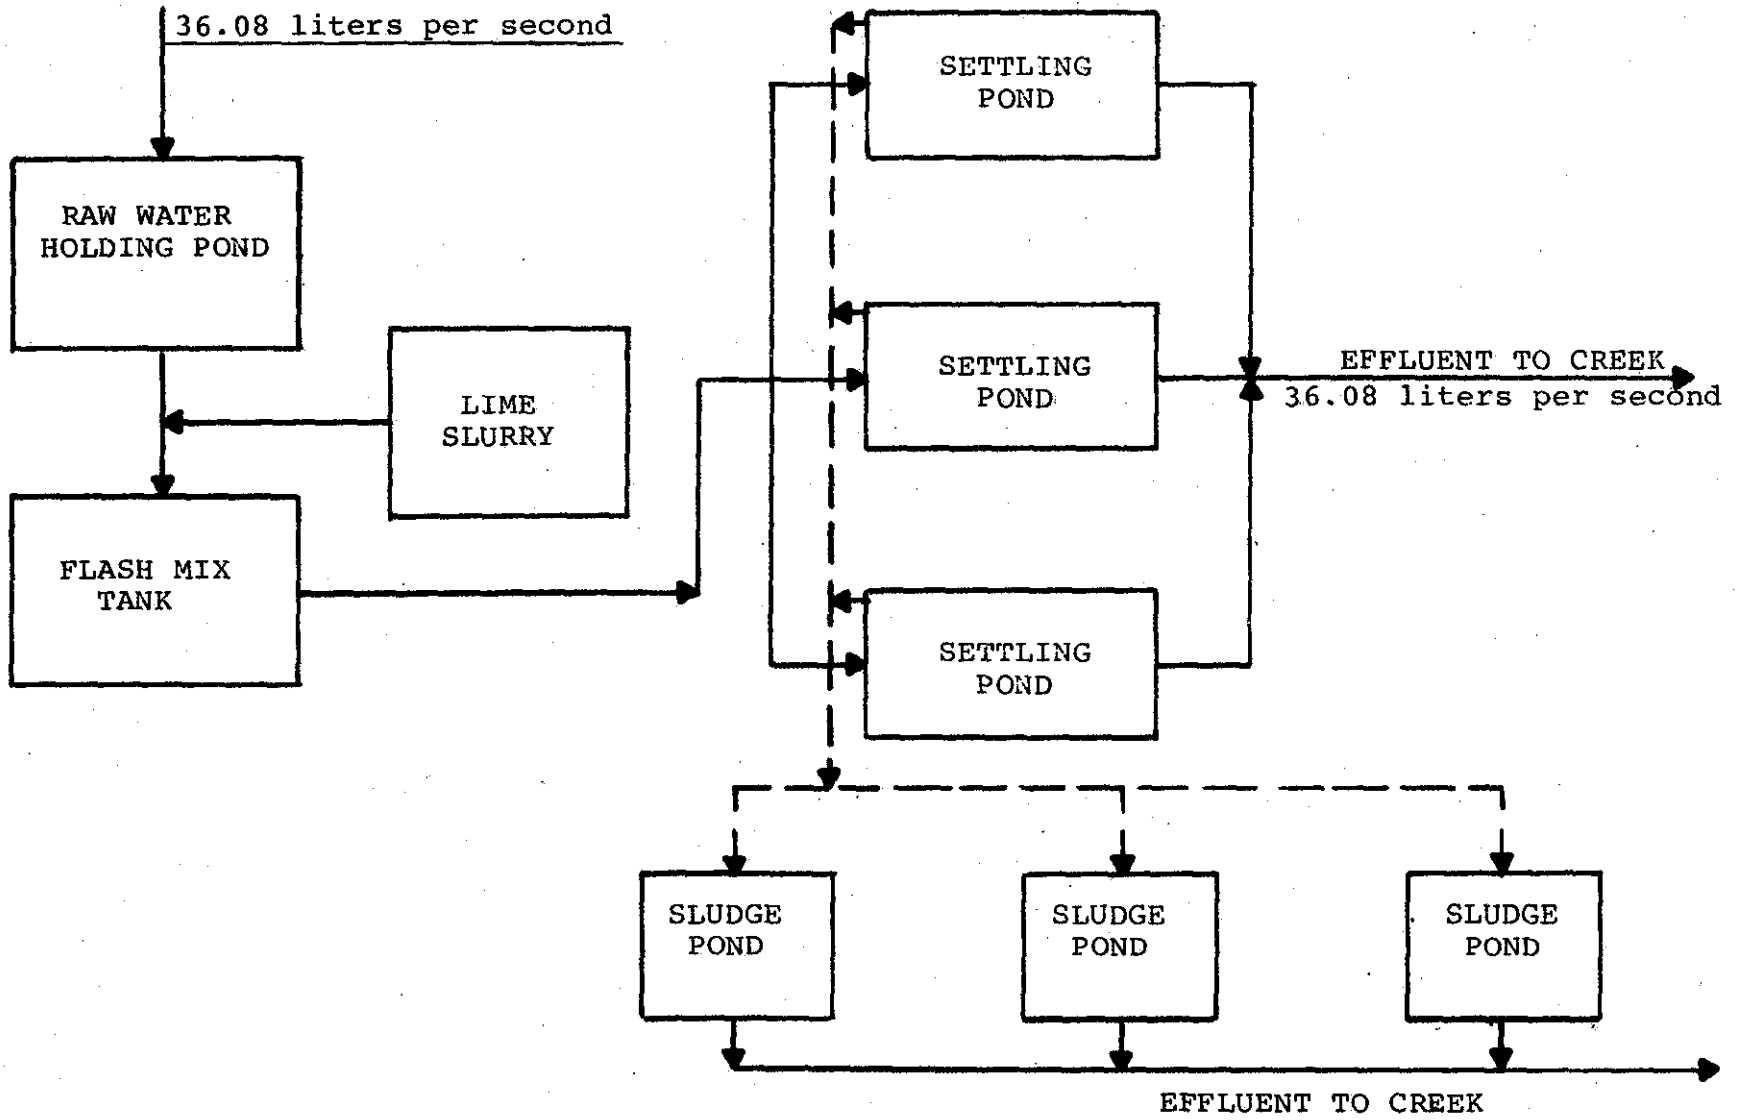 36.08 liters per second
RAW WATER
HOLDING POND
LIME
SLURRY
FLASH MIX
TANK
SETTLING
POND
SETTLING
POND
SETTLING
POND
EFFLUENT TO CREEK
36.08 liters per second
SLUDGE
POND
SLUDGE
POND
SLUDGE
POND
EFFLUENT TO CREEK